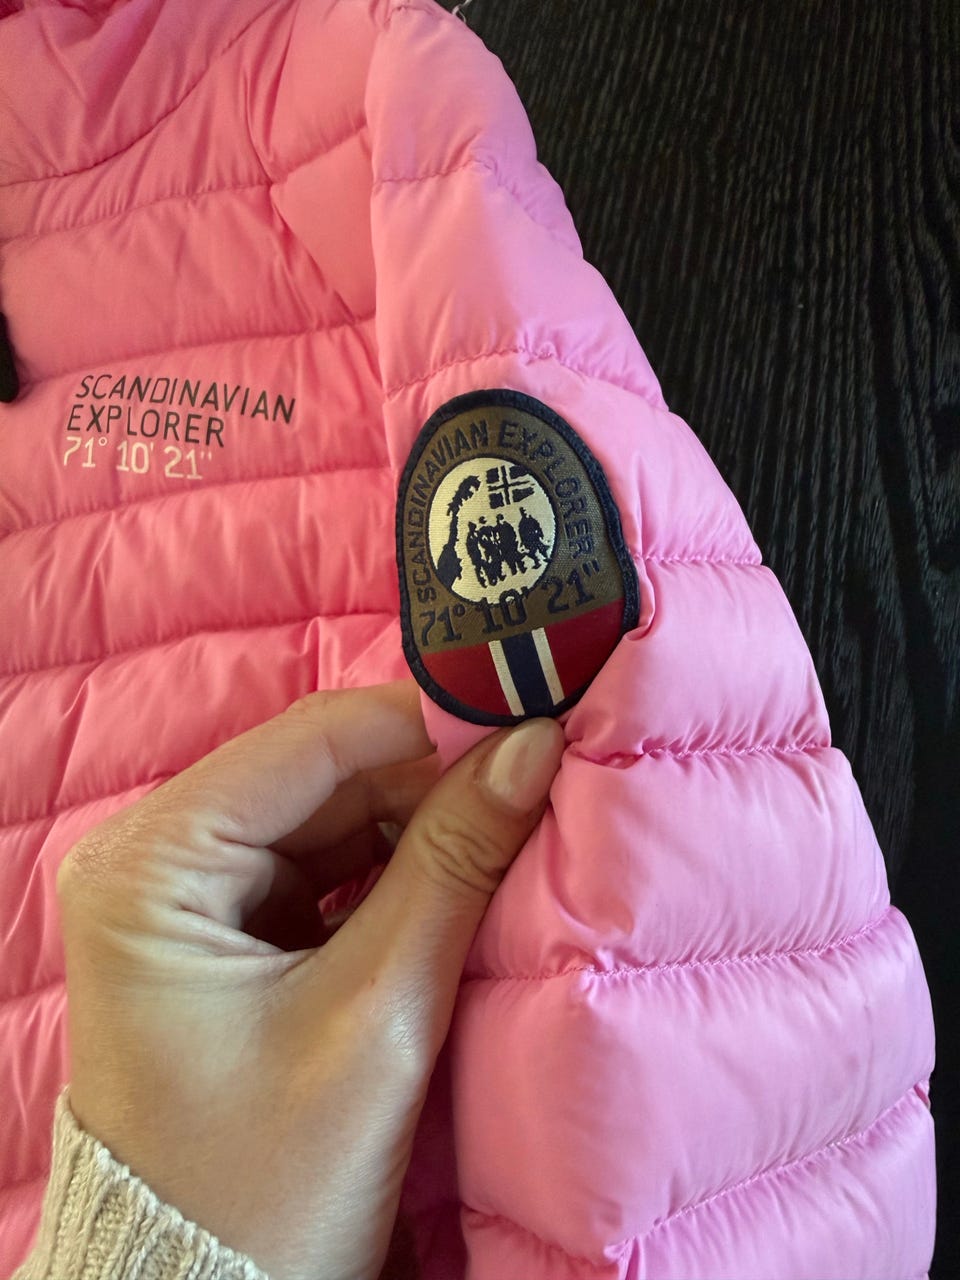 SCANDINAVIAN
EXPLORER
71° 10' 21"
SCANDINAVIAN EXPLORER
71° 10' 21"